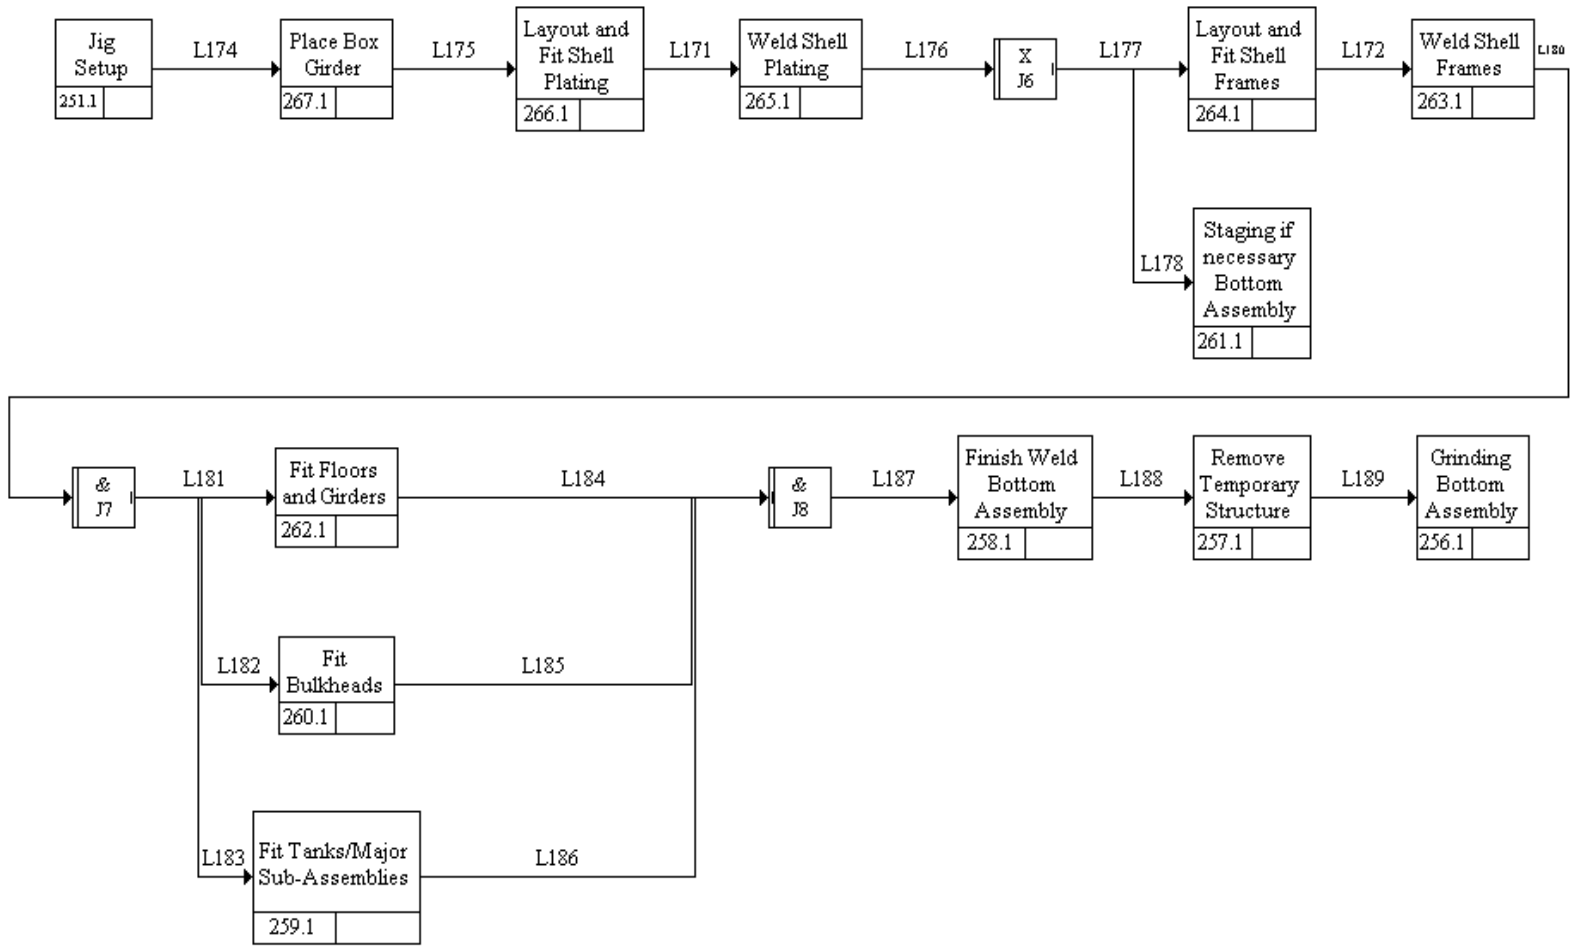 Jig
Setup
251.1
L174
Place Box
Girder
267.1
L175
Layout and
Fit Shell
Plating
266.1
L171
Weld Shell
Plating
265.1
L176
X
J6
L177
Layout and
Fit Shell
Frames
264.1
L172
Weld Shell
Frames
263.1
L180
L178
Staging if
necessary
Bottom
Assembly
261.1
&
J7
L181
Fit Floors
and Girders
262.1
L184
&
J8
L187
Finish Weld
Bottom
Assembly
258.1
L188
Remove
Temporary
Structure
257.1
L189
Grinding
Bottom
Assembly
256.1
L182
Fit
Bulkheads
260.1
L185
L183
Fit Tanks/Major
Sub-Assemblies
259.1
L186